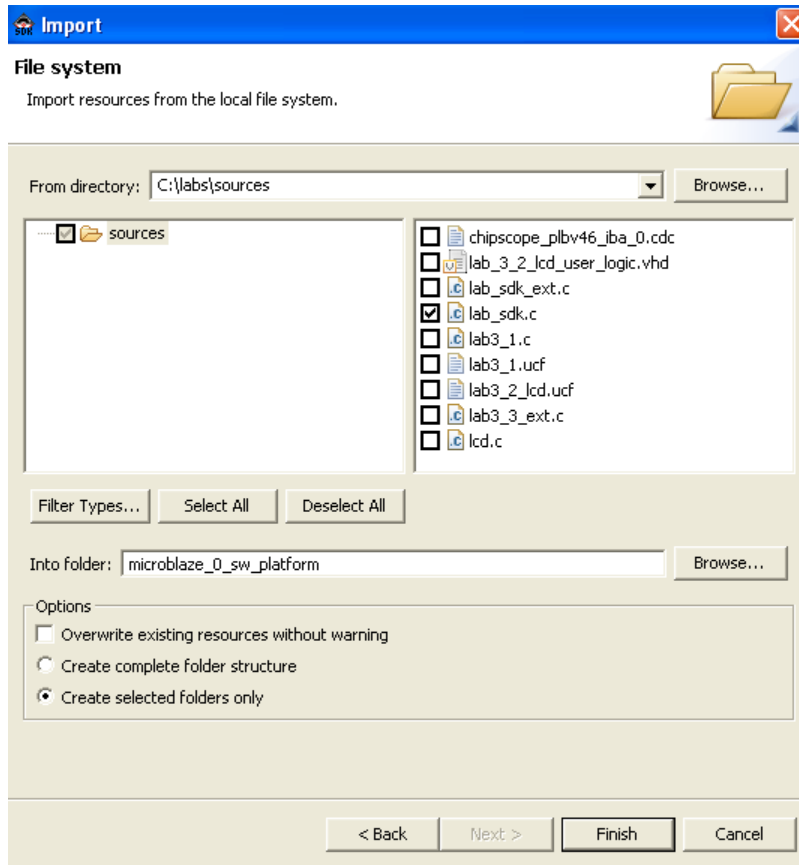 SDK Import
File system
Import resources from the local file system.
From directory: C:\labs\sources Browse...
sources
chipscope_plbv46_iba_0.cdc
lab_3_2_lcd_user_logic.vhd
lab_sdk_ext.c
lab_sdk.c
lab3_1.c
lab3_1.ucf
lab3_2_lcd.ucf
lab3_3_ext.c
lcd.c
Filter Types... Select All Deselect All
Into folder: microblaze_0_sw_platform Browse...
Options
Overwrite existing resources without warning
Create complete folder structure
Create selected folders only
< Back Next > Finish Cancel